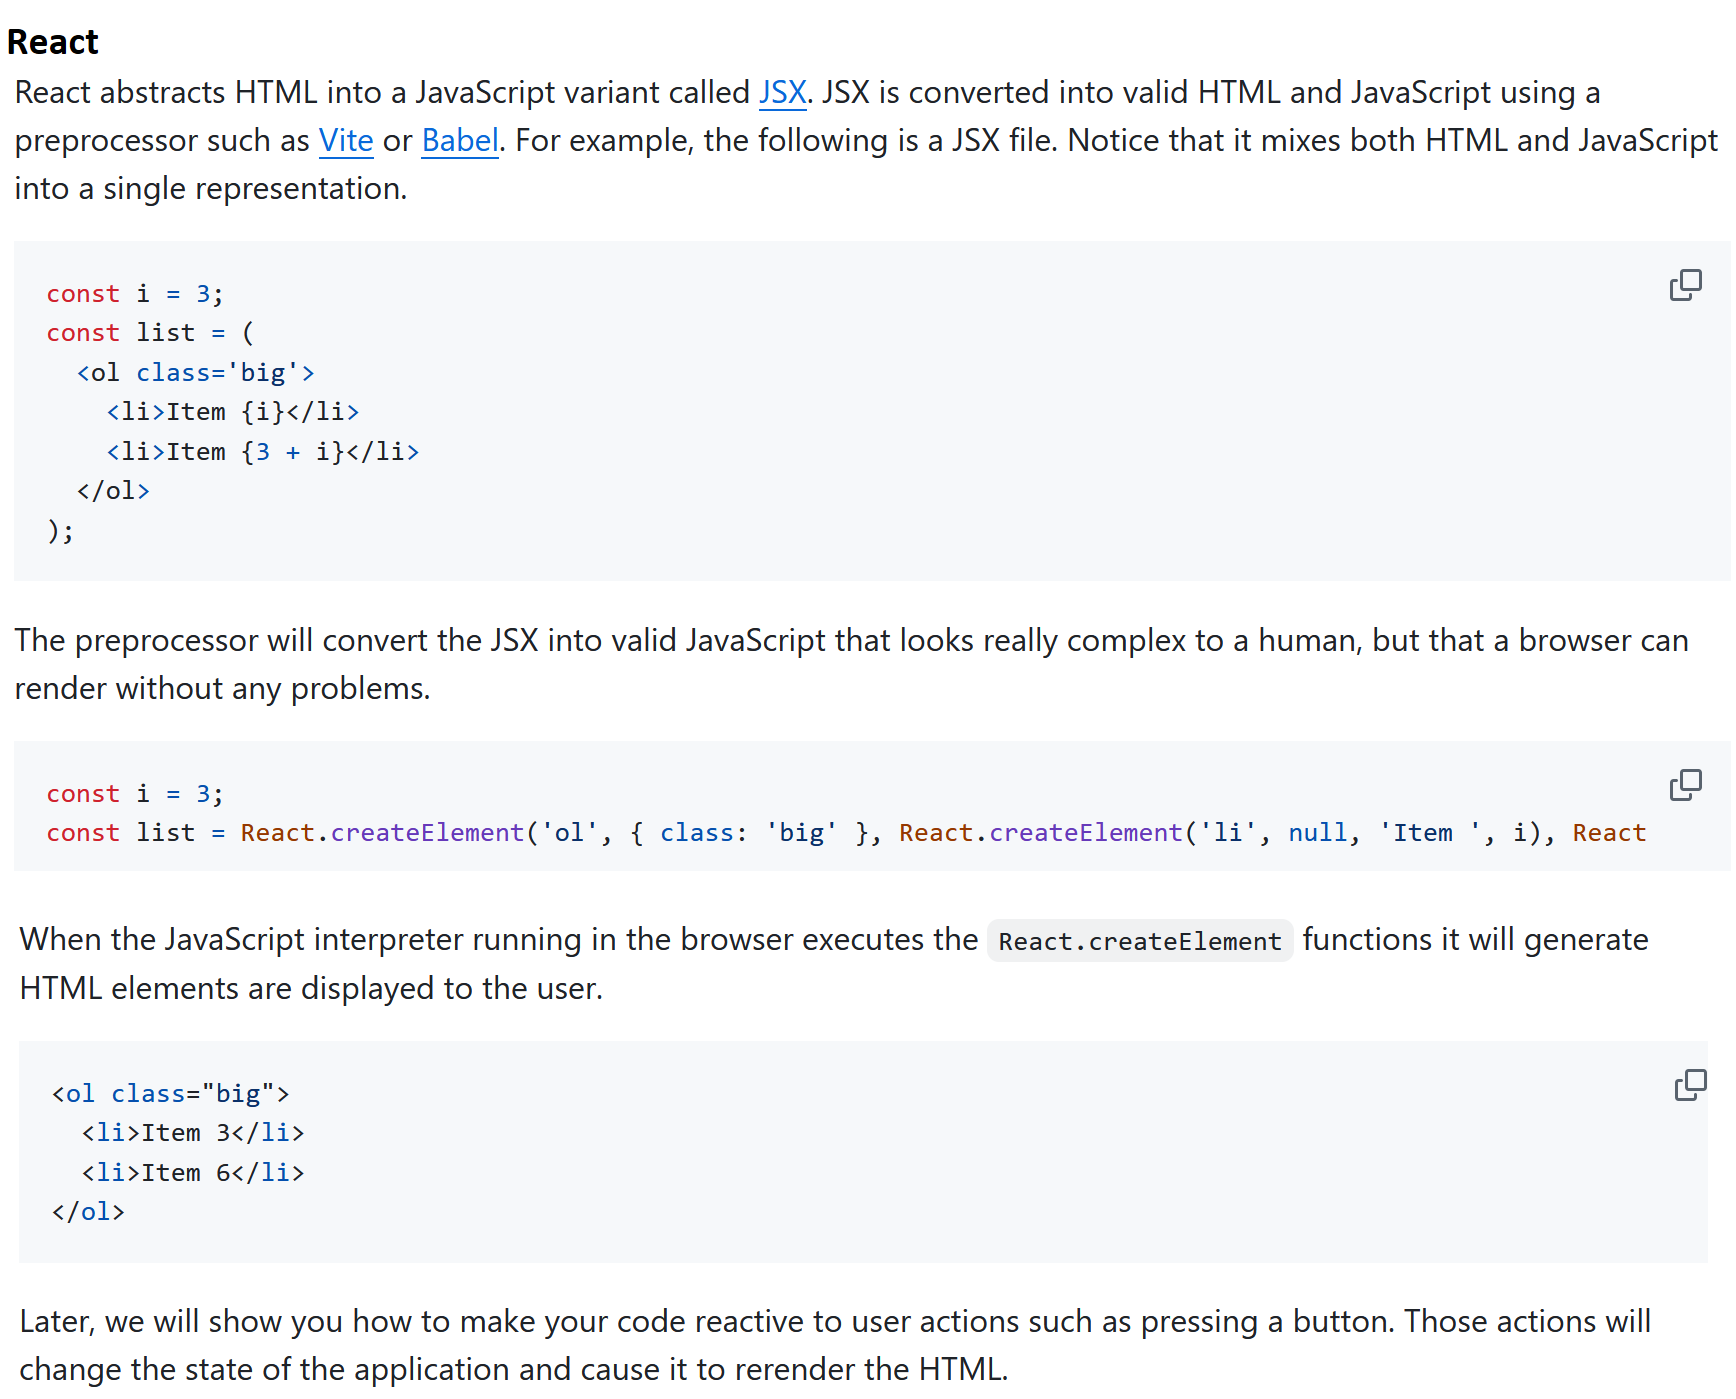 React
React abstracts HTML into a JavaScript variant called JSX. JSX is converted into valid HTML and JavaScript using a
preprocessor such as Vite or Babel. For example, the following is a JSX file. Notice that it mixes both HTML and JavaScript
into a single representation.
const i = 3;
const list = (
  <ol class='big'>
    <li>Item {i}</li>
    <li>Item {3 + i}</li>
  </ol>
);
The preprocessor will convert the JSX into valid JavaScript that looks really complex to a human, but that a browser can
render without any problems.
const i = 3;
const list = React.createElement('ol', { class: 'big' }, React.createElement('li', null, 'Item ', i), React
When the JavaScript interpreter running in the browser executes the React.createElement functions it will generate
HTML elements are displayed to the user.
<ol class="big">
  <li>Item 3</li>
  <li>Item 6</li>
</ol>
Later, we will show you how to make your code reactive to user actions such as pressing a button. Those actions will
change the state of the application and cause it to rerender the HTML.